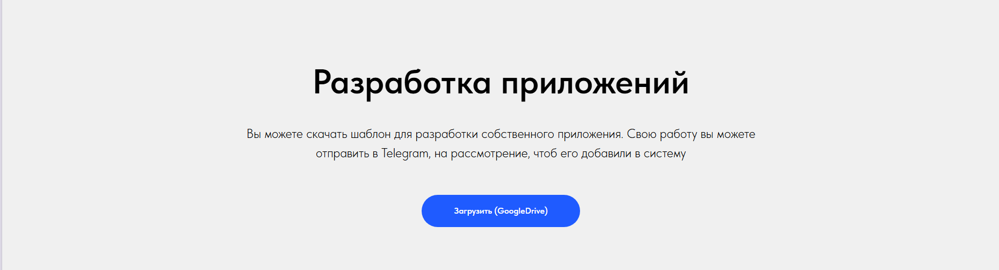 Разработка приложений
Вы можете скачать шаблон для разработки собственного приложения. Свою работу вы можете
отправить в Telegram, на рассмотрение, чтоб его добавили в систему
Загрузить (GoogleDrive)